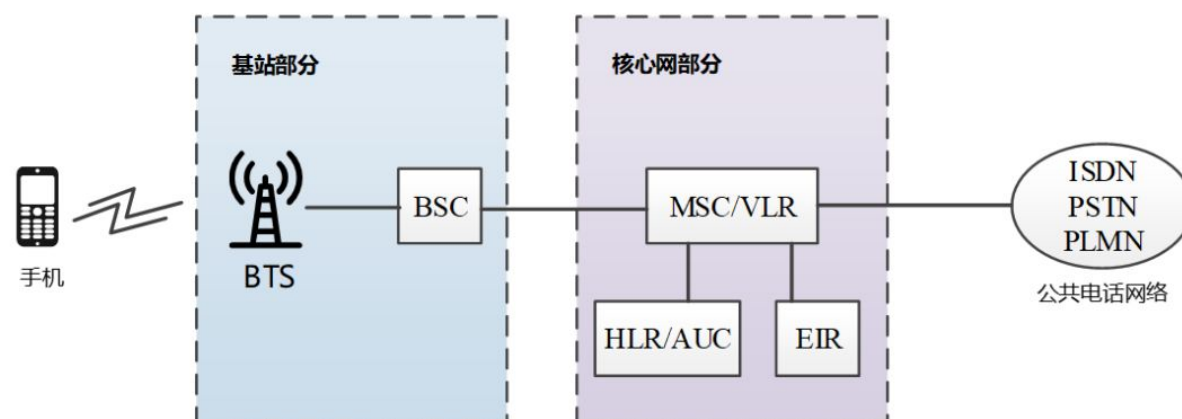 基站部分
核心网部分
手机
BTS
BSC
MSC/VLR
HLR/AUC
EIR
ISDN
PSTN
PLMN
公共电话网络